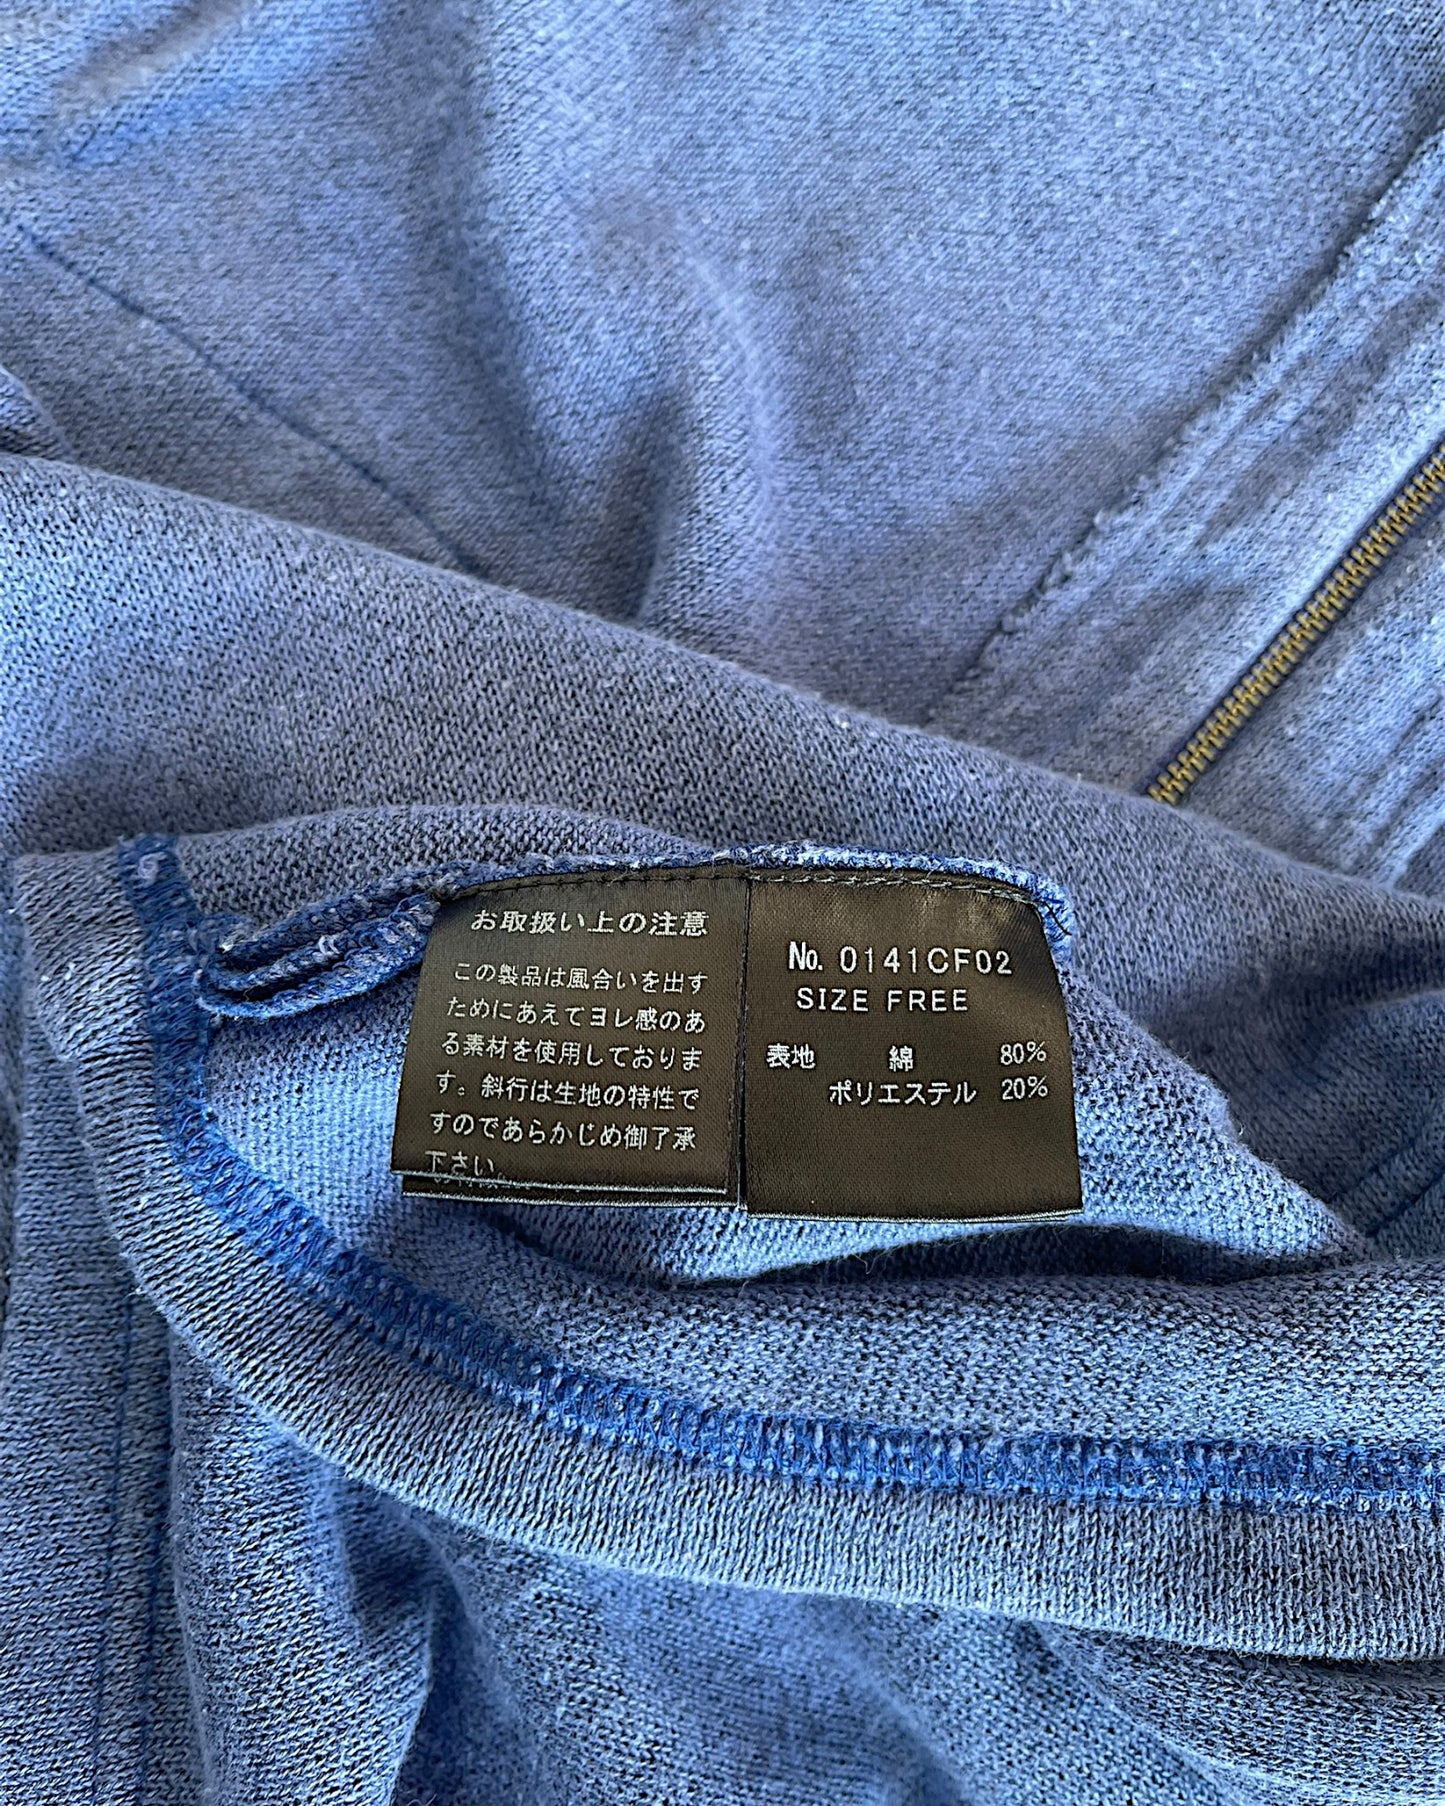 お取扱い上の注意
この製品は風合いを出す
ためにあえてヨレ感のあ
る素材を使用しておりま
す。斜行は生地の特性で
すのであらかじめ御了承
下さい。
No. 0141CF02
SIZE FREE
表地 綿 80%
ポリエステル 20%